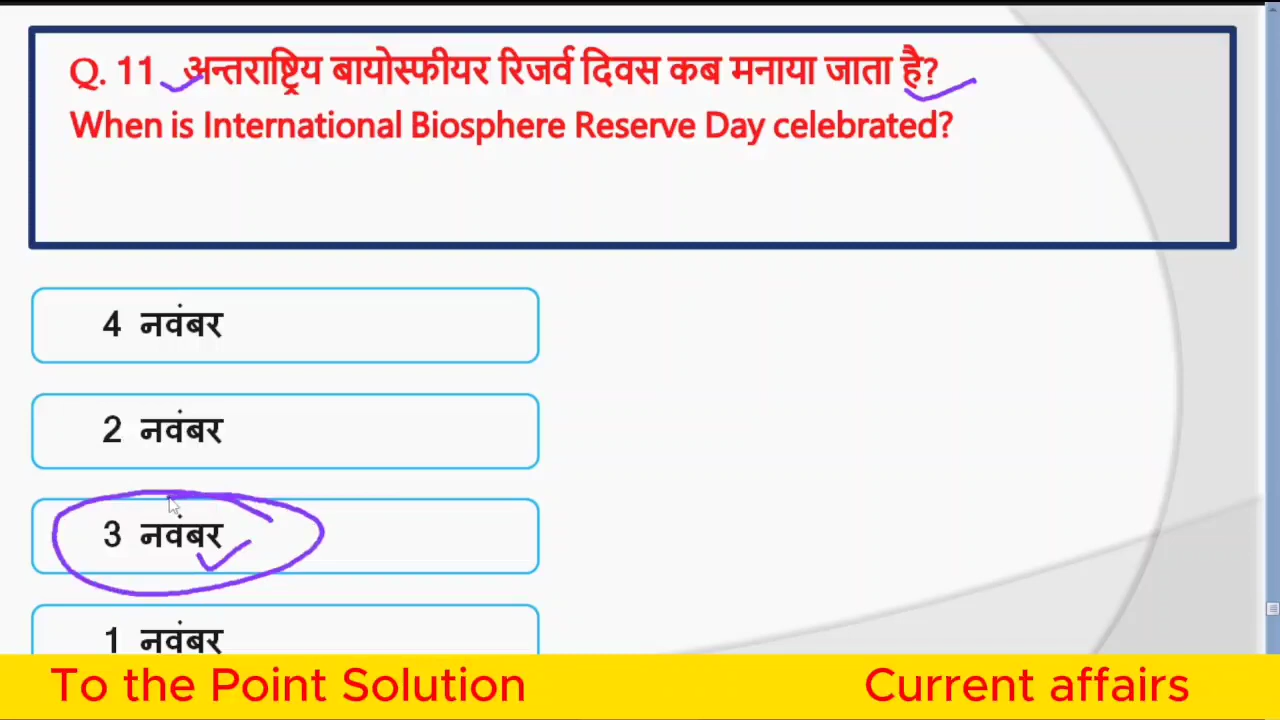 Q. 11 अन्तराष्ट्रिय बायोस्फीयर रिजर्व दिवस कब मनाया जाता है?
When is International Biosphere Reserve Day celebrated?
4 नवंबर
2 नवंबर
3 नवंबर
1 नवंबर
To the Point Solution
Current affairs